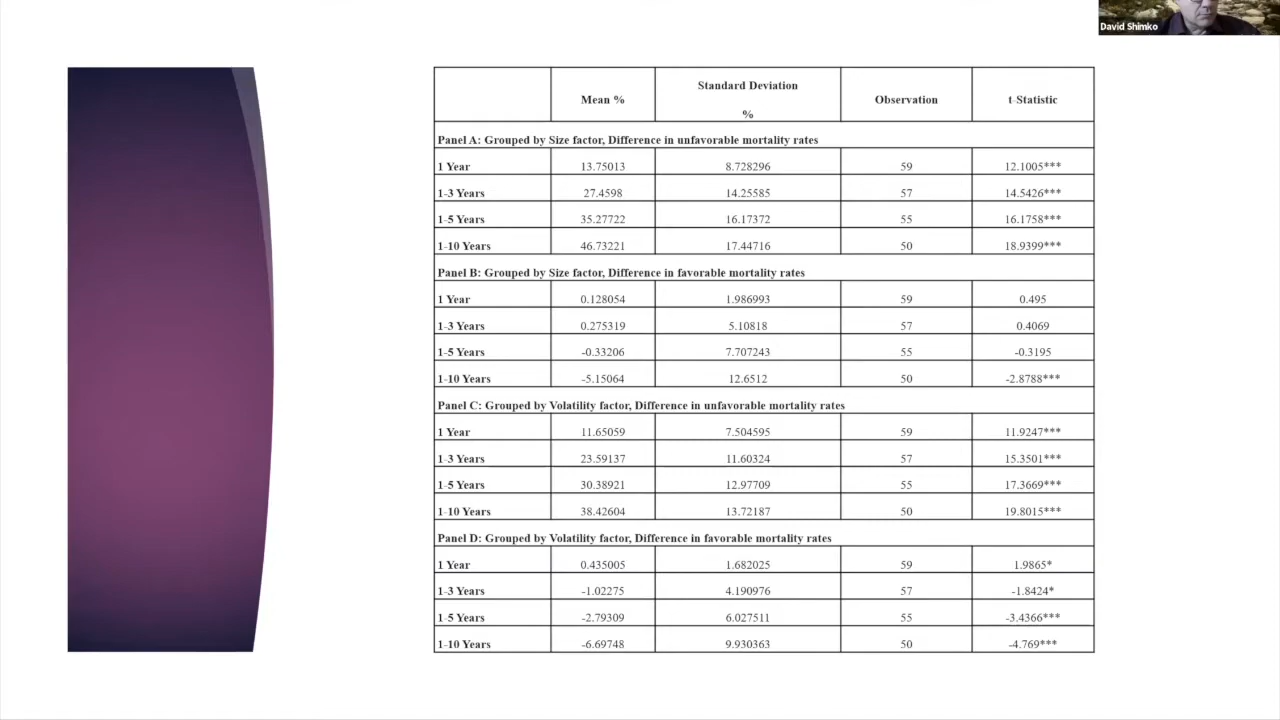 David Shimko
Mean % Standard Deviation % Observation t-Statistic
Panel A: Grouped by Size factor, Difference in unfavorable mortality rates
1 Year 13.75013 8.728296 59 12.1005***
1-3 Years 27.4598 14.25585 57 14.5426***
1-5 Years 35.27722 16.17372 55 16.1758***
1-10 Years 46.73221 17.44716 50 18.9399***
Panel B: Grouped by Size factor, Difference in favorable mortality rates
1 Year 0.128054 1.986993 59 0.495
1-3 Years 0.275319 5.10818 57 0.4069
1-5 Years -0.33206 7.707243 55 -0.3195
1-10 Years -5.15064 12.6512 50 -2.8788***
Panel C: Grouped by Volatility factor, Difference in unfavorable mortality rates
1 Year 11.65059 7.504595 59 11.9247***
1-3 Years 23.59137 11.60324 57 15.3501***
1-5 Years 30.38921 12.97709 55 17.3669***
1-10 Years 38.42604 13.72187 50 19.8015***
Panel D: Grouped by Volatility factor, Difference in favorable mortality rates
1 Year 0.435005 1.682025 59 1.9865*
1-3 Years -1.02275 4.190976 57 -1.8424*
1-5 Years -2.79309 6.027511 55 -3.4366***
1-10 Years -6.69748 9.930363 50 -4.769***